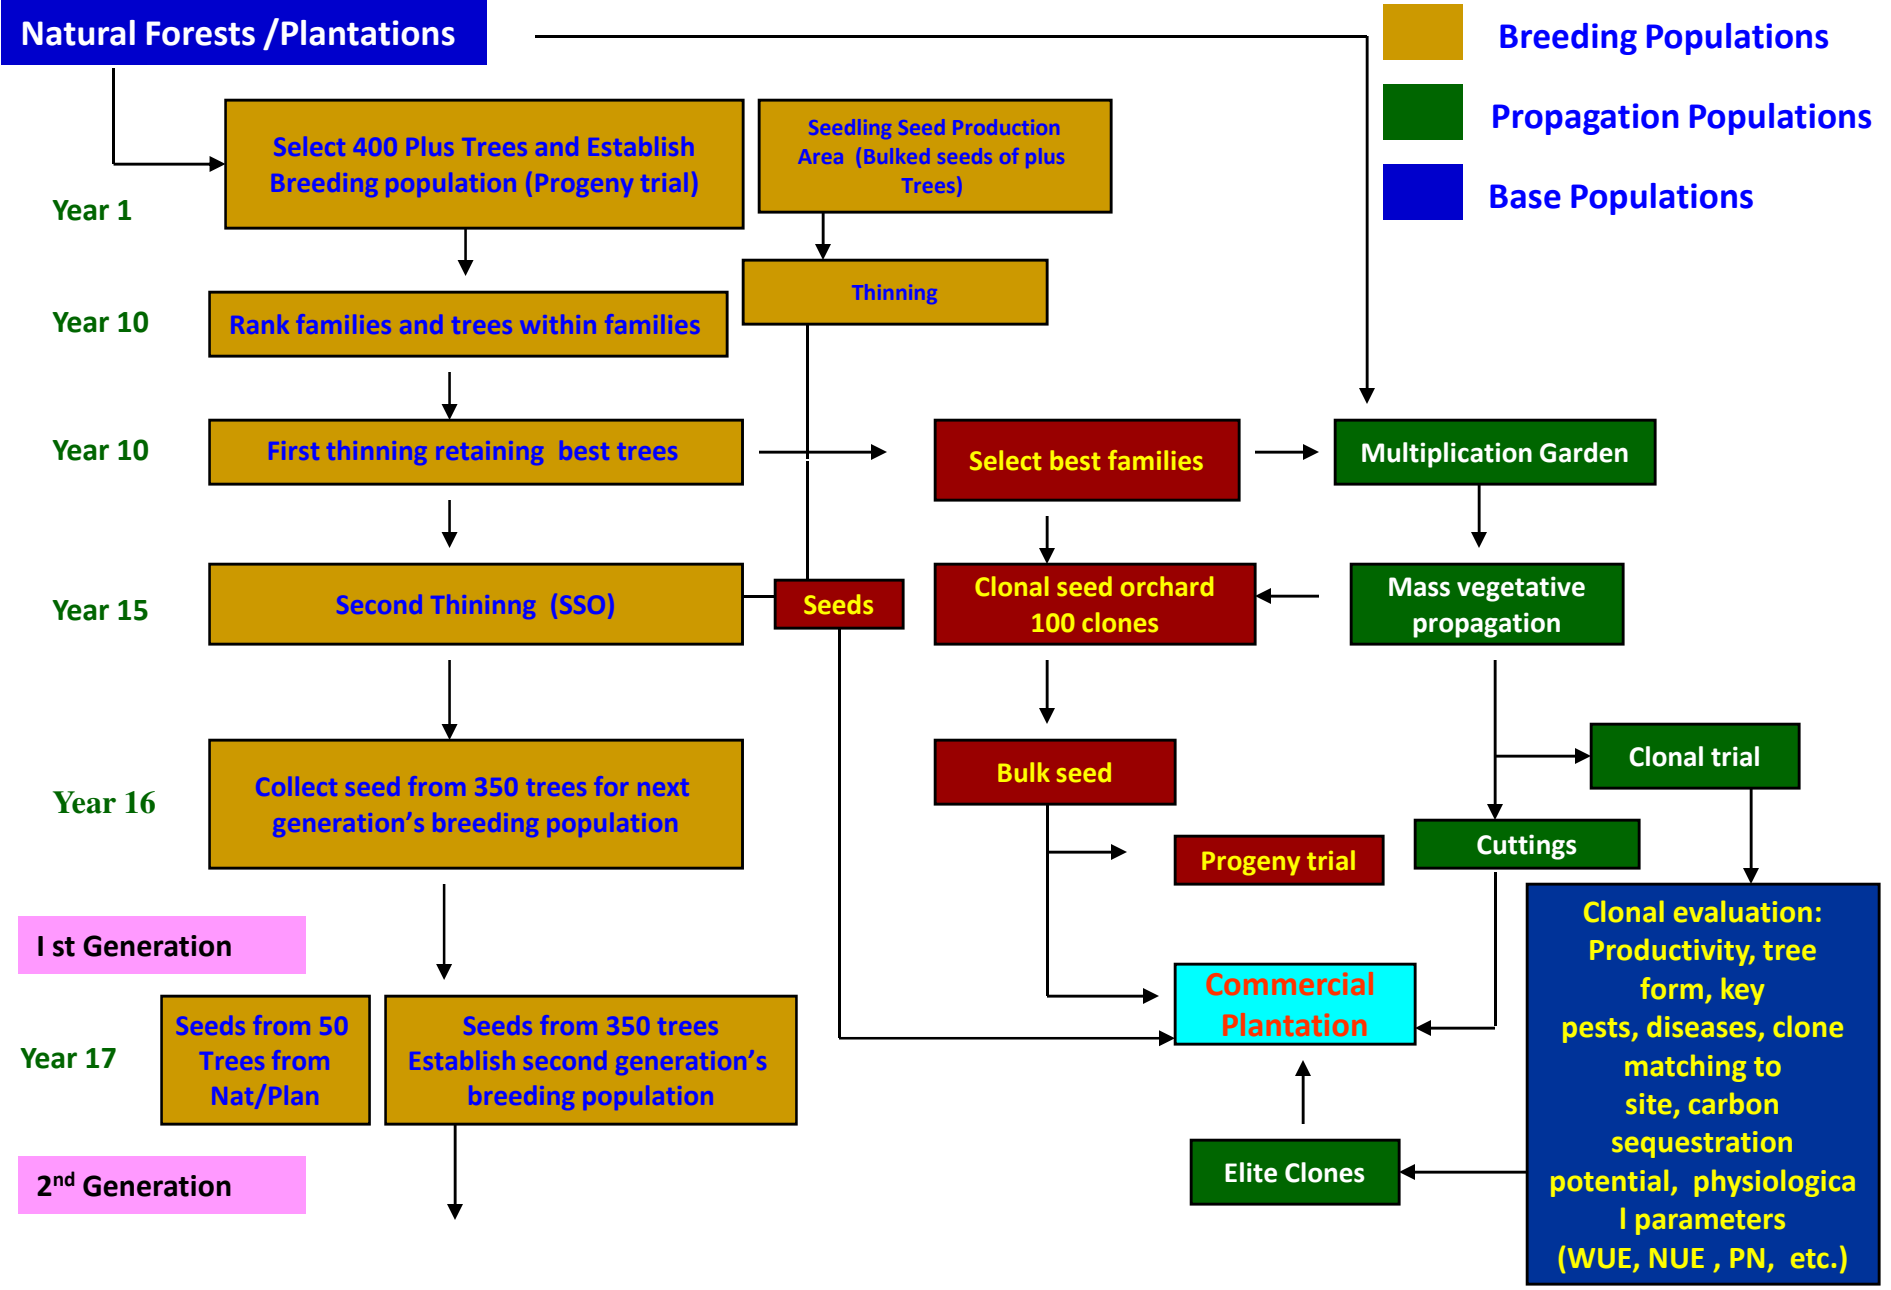 Natural Forests /Plantations
Breeding Populations
Propagation Populations
Base Populations
Select 400 Plus Trees and Establish
Breeding population (Progeny trial)
Seedling Seed Production
Area (Bulked seeds of plus
Trees)
Year 1
Thinning
Year 10
Rank families and trees within families
Year 10
First thinning retaining best trees
Select best families
Multiplication Garden
Year 15
Second Thininng (SSO)
Seeds
Clonal seed orchard
100 clones
Mass vegetative
propagation
Year 16
Collect seed from 350 trees for next
generation’s breeding population
Bulk seed
Clonal trial
Progeny trial
Cuttings
I st Generation
Commercial
Plantation
Clonal evaluation:
Productivity, tree
form, key
pests, diseases, clone
matching to
site, carbon
sequestration
potential, physiologica
l parameters
(WUE, NUE , PN, etc.)
Year 17
Seeds from 50
Trees from
Nat/Plan
Seeds from 350 trees
Establish second generation’s
breeding population
Elite Clones
2nd Generation